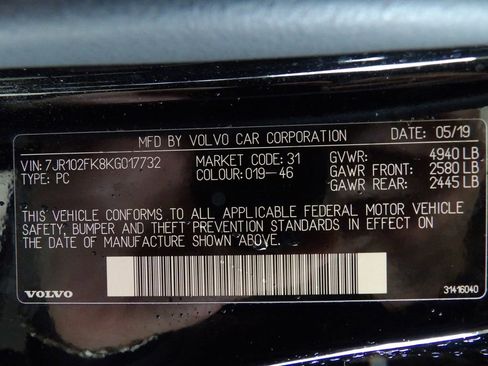 MFD BY VOLVO CAR CORPORATION DATE: 05/19
VIN: 7JR102FK8KG017732 MARKET CODE: 31 GVWR: 4940 LB
TYPE: PC COLOUR: 019-46 GAWR FRONT: 2580 LB
GAWR REAR: 2445 LB
THIS VEHICLE CONFORMS TO ALL APPLICABLE FEDERAL MOTOR VEHICLE
SAFETY, BUMPER AND THEFT PREVENTION STANDARDS IN EFFECT ON
THE DATE OF MANUFACTURE SHOWN ABOVE.
VOLVO 31416040